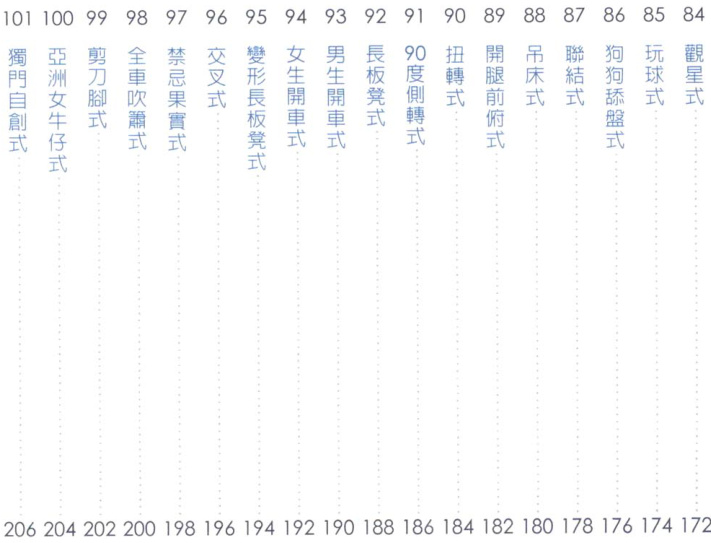 84 觀星式 172
85 玩球式 174
86 狗狗舔盤式 176
87 聯結式 178
88 吊床式 180
89 開腿前俯式 182
90 扭轉式 184
91 90度側轉式 186
92 長板凳式 188
93 男生開車式 190
94 女生開車式 192
95 變形長板凳式 194
96 交叉式 196
97 禁忌果實式 198
98 全車吹簫式 200
99 剪刀腳式 202
100 亞洲女牛仔式 204
101 獨門自創式 206